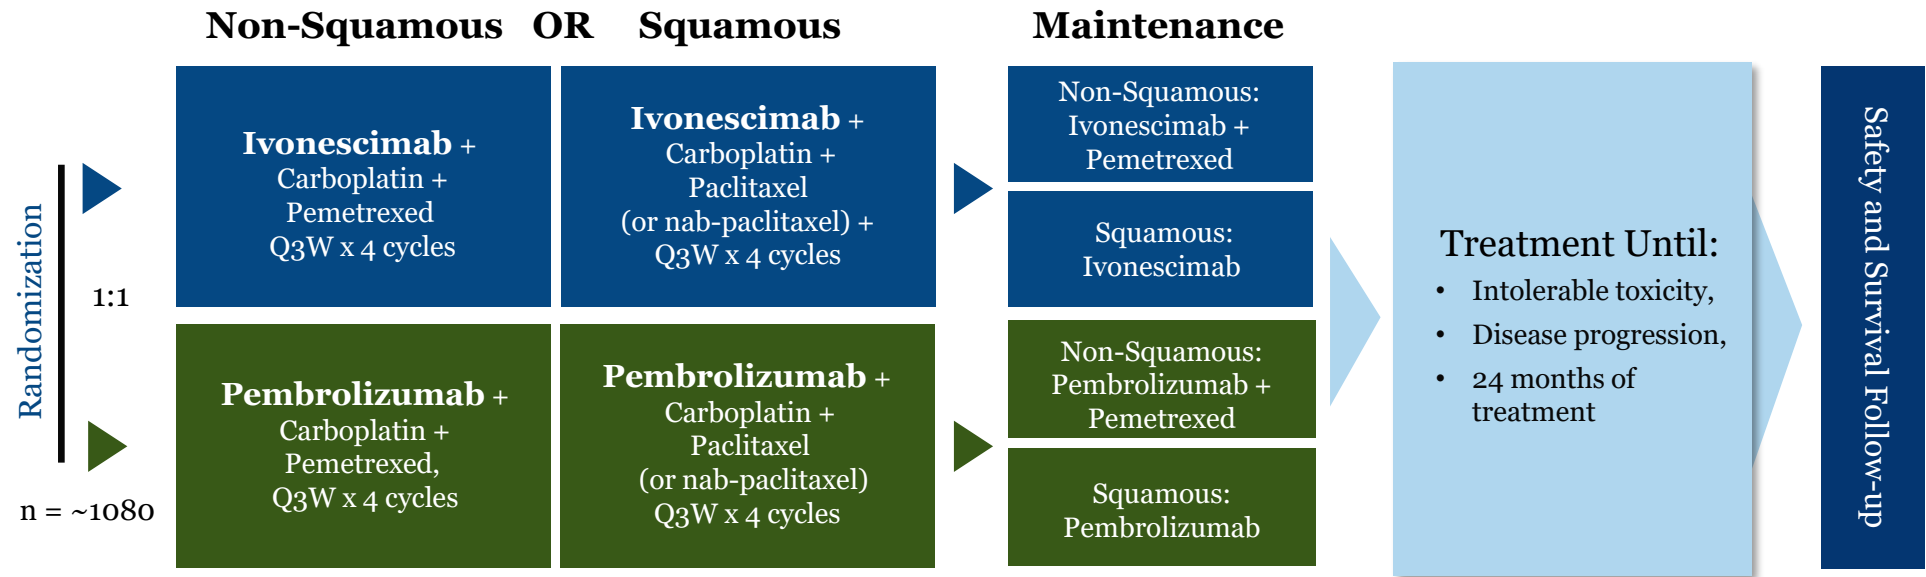 Non-Squamous OR Squamous
Maintenance
Randomization
1:1
n = ~1080
Ivonescimab +
Carboplatin +
Pemetrexed
Q3W x 4 cycles
Ivonescimab +
Carboplatin +
Paclitaxel
(or nab-paclitaxel) +
Q3W x 4 cycles
Non-Squamous:
Ivonescimab +
Pemetrexed
Squamous:
Ivonescimab
Pembrolizumab +
Carboplatin +
Pemetrexed,
Q3W x 4 cycles
Pembrolizumab +
Carboplatin +
Paclitaxel
(or nab-paclitaxel)
Q3W x 4 cycles
Non-Squamous:
Pembrolizumab +
Pemetrexed
Squamous:
Pembrolizumab
Treatment Until:
• Intolerable toxicity,
• Disease progression,
• 24 months of
treatment
Safety and Survival Follow-up